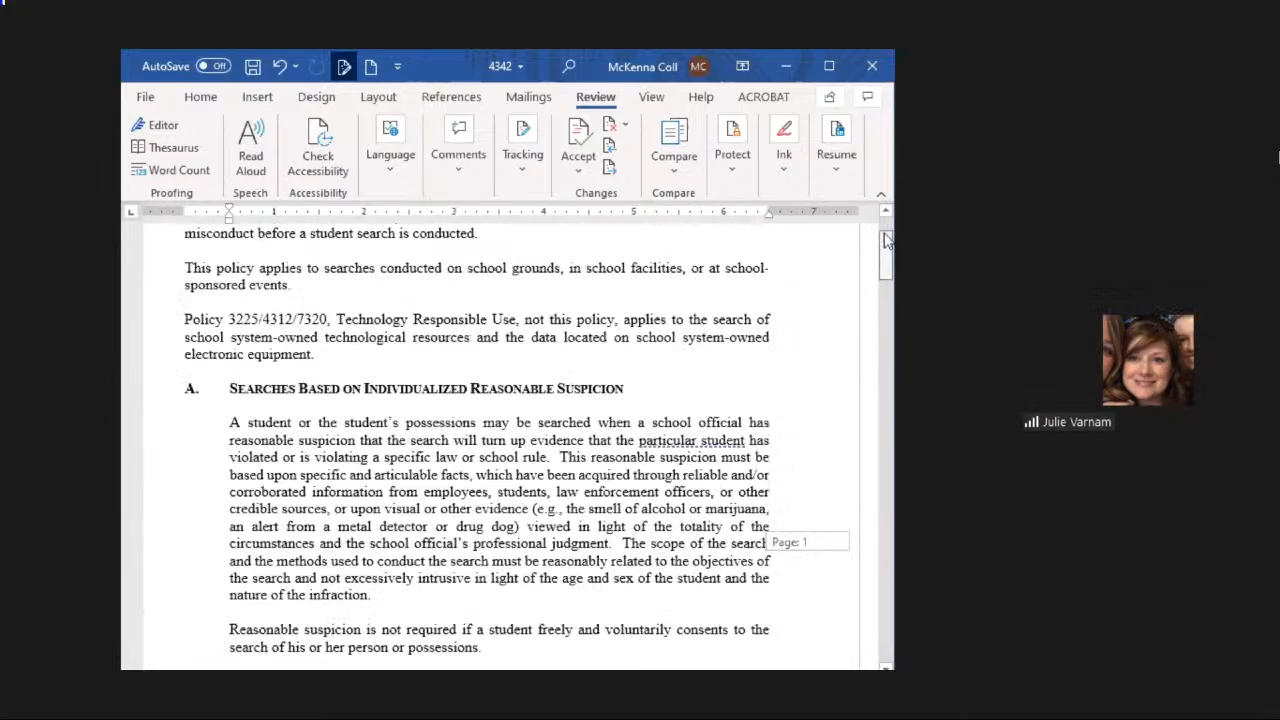 AutoSave Off 4342 McKenna Coll MC
File Home Insert Design Layout References Mailings Review View Help ACROBAT
Editor
Thesaurus
Word Count
Proofing
Read Aloud
Speech
Check Accessibility
Accessibility
Language
Comments
Tracking
Accept
Changes
Compare
Compare
Protect
Ink
Resume
1 2 3 4 5 6 7
misconduct before a student search is conducted.
This policy applies to searches conducted on school grounds, in school facilities, or at school-
sponsored events.
Policy 3225/4312/7320, Technology Responsible Use, not this policy, applies to the search of
school system-owned technological resources and the data located on school system-owned
electronic equipment.
A. SEARCHES BASED ON INDIVIDUALIZED REASONABLE SUSPICION
A student or the student’s possessions may be searched when a school official has
reasonable suspicion that the search will turn up evidence that the particular student has
violated or is violating a specific law or school rule. This reasonable suspicion must be
based upon specific and articulable facts, which have been acquired through reliable and/or
corroborated information from employees, students, law enforcement officers, or other
credible sources, or upon visual or other evidence (e.g., the smell of alcohol or marijuana,
an alert from a metal detector or drug dog) viewed in light of the totality of the
circumstances and the school official’s professional judgment. The scope of the search
and the methods used to conduct the search must be reasonably related to the objectives of
the search and not excessively intrusive in light of the age and sex of the student and the
nature of the infraction.
Reasonable suspicion is not required if a student freely and voluntarily consents to the
search of his or her person or possessions.
Page: 1
Julie Varnam